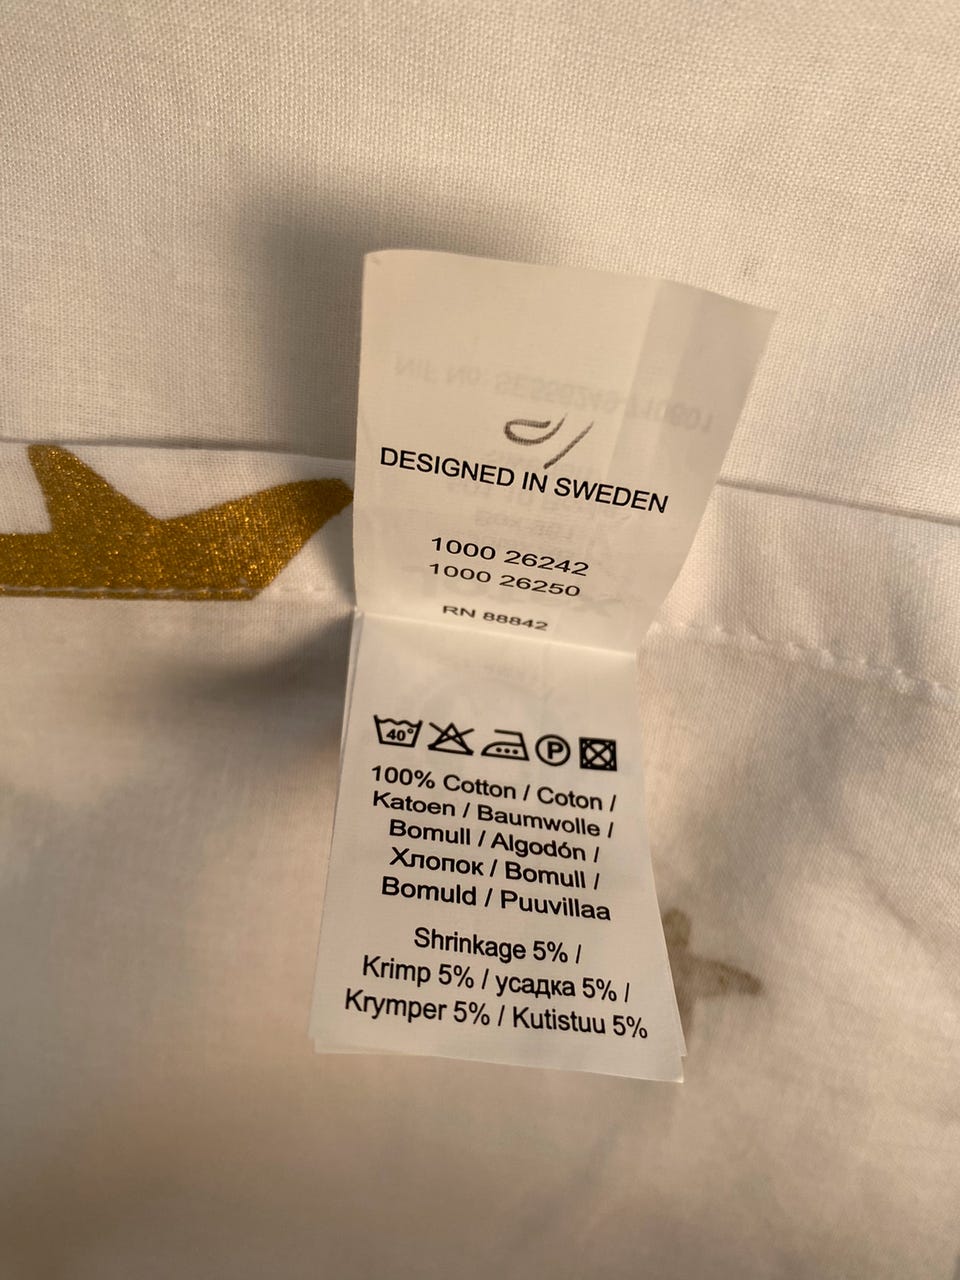 DESIGNED IN SWEDEN
1000 26242
1000 26250
RN 88842
40°
P
100% Cotton / Coton /
Katoen / Baumwolle /
Bomull / Algodón /
Хлопок / Bomull /
Bomuld / Puuvillaa
Shrinkage 5% /
Krimp 5% / усадка 5% /
Krymper 5% / Kutistuu 5%